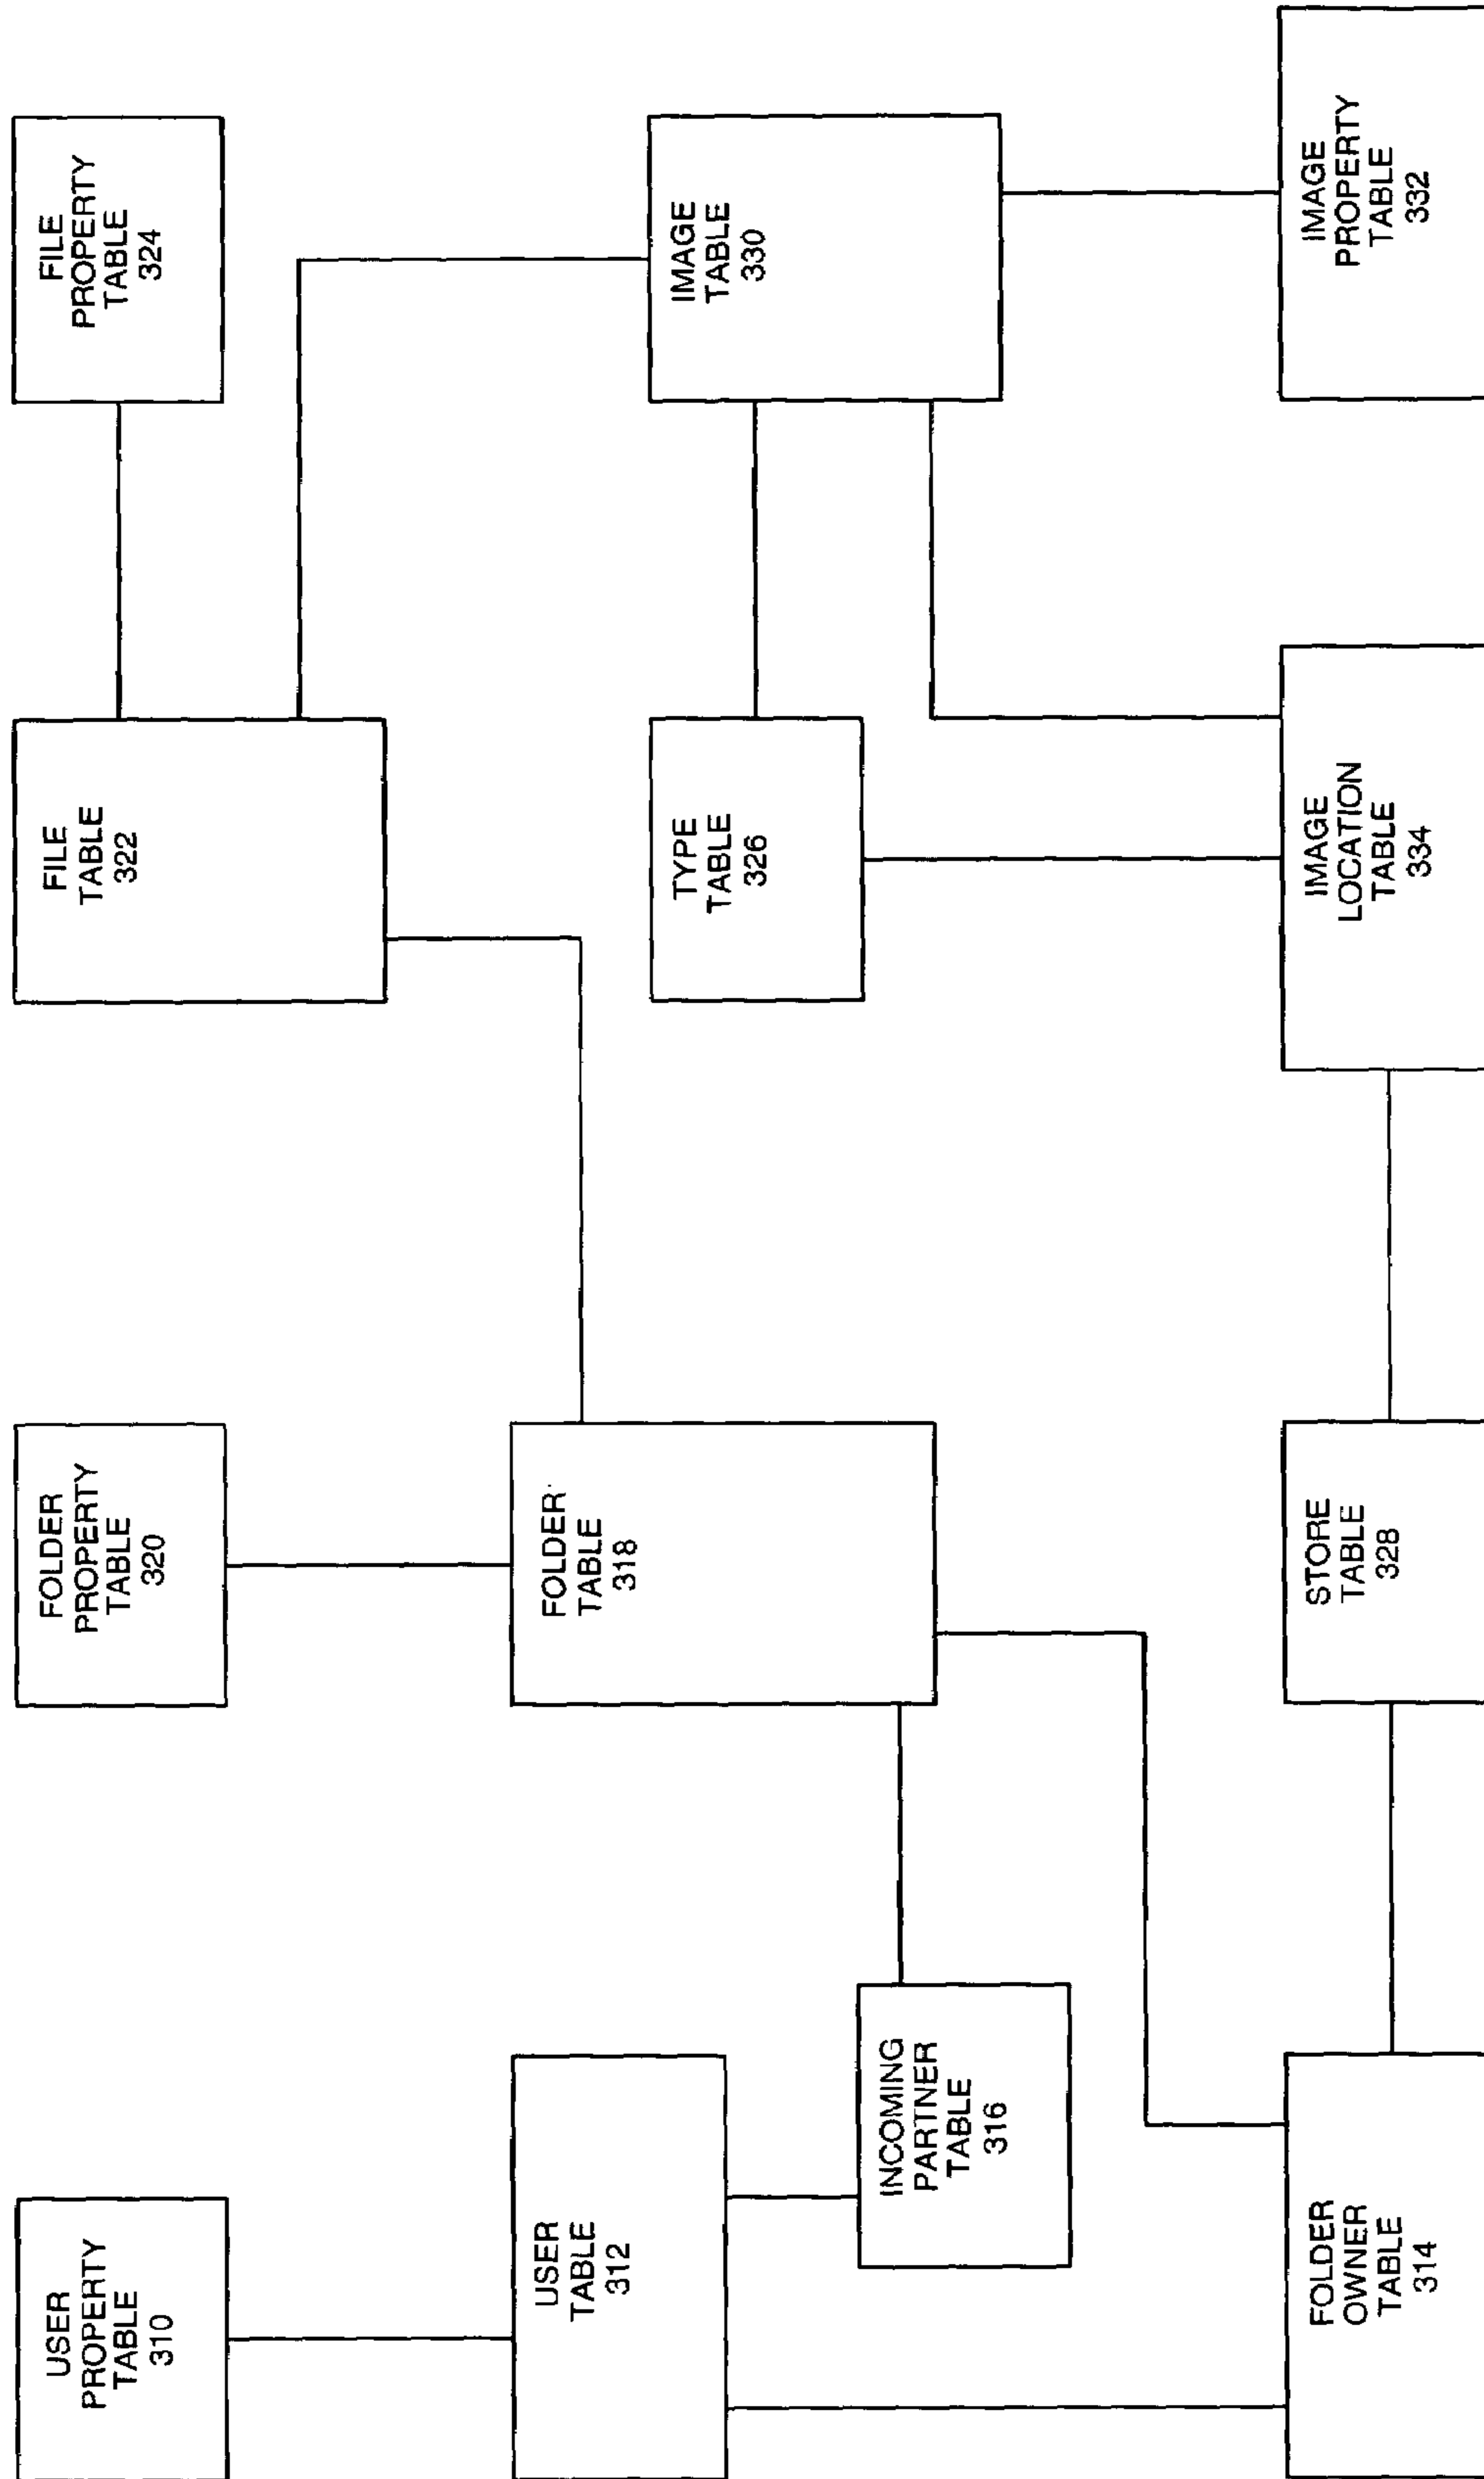 USER
PROPERTY
TABLE
310
FOLDER
PROPERTY
TABLE
320
FILE
TABLE
322
FILE
PROPERTY
TABLE
324
USER
TABLE
312
FOLDER
TABLE
318
TYPE
TABLE
326
IMAGE
TABLE
330
INCOMING
PARTNER
TABLE
316
FOLDER
OWNER
TABLE
314
STORE
TABLE
328
IMAGE
LOCATION
TABLE
334
IMAGE
PROPERTY
TABLE
332